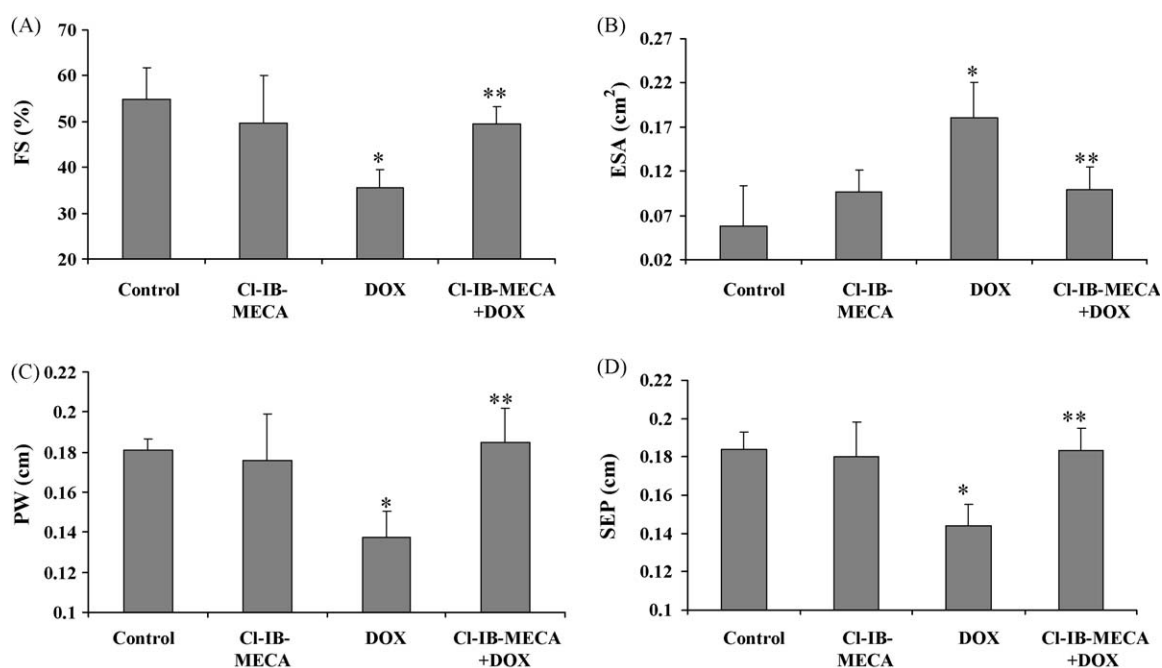 (A)
70
60
50
40
30
20
FS (%)
*
**
Control
Cl-IB-
MECA
DOX
Cl-IB-MECA
+DOX
(B)
0.27
0.22
0.17
0.12
0.07
0.02
ESA (cm²)
*
**
Control
Cl-IB-
MECA
DOX
Cl-IB-MECA
+DOX
(C)
0.22
0.2
0.18
0.16
0.14
0.12
0.1
PW (cm)
*
**
Control
Cl-IB-
MECA
DOX
Cl-IB-MECA
+DOX
(D)
0.22
0.2
0.18
0.16
0.14
0.12
0.1
SEP (cm)
*
**
Control
Cl-IB-
MECA
DOX
Cl-IB-MECA
+DOX